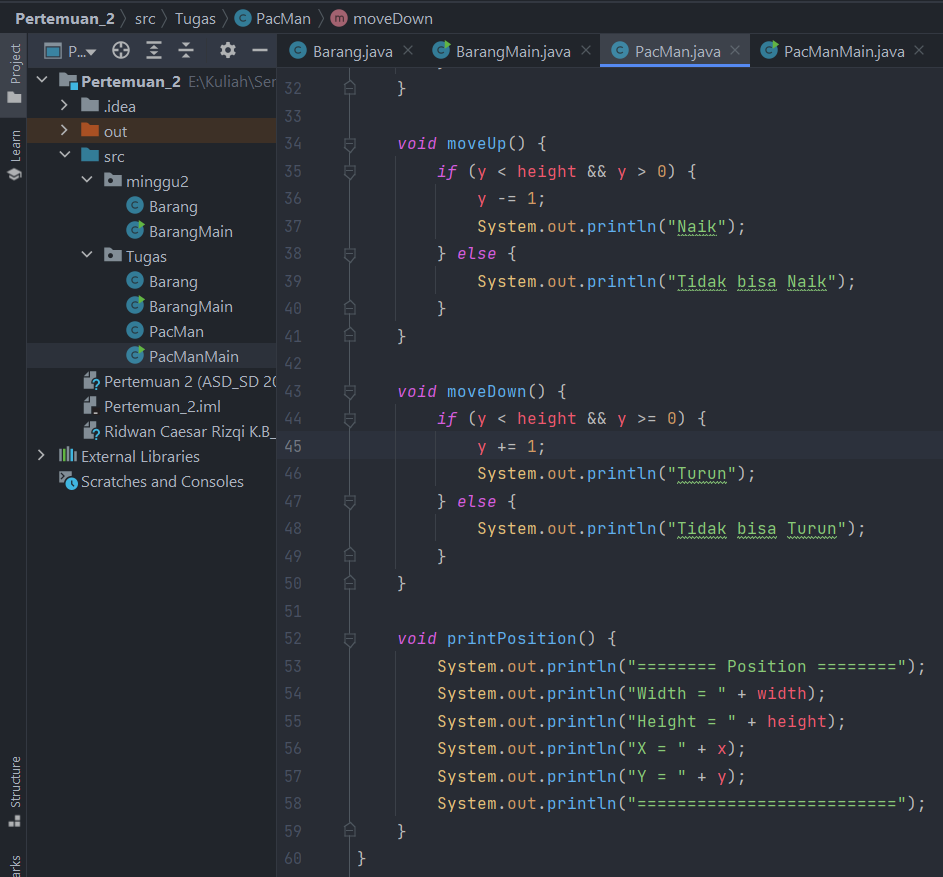 Pertemuan_2 src Tugas PacMan moveDown
Project
Learn
Structure
P...
Barang.java BarangMain.java PacMan.java PacManMain.java
Pertemuan_2 E:\Kuliah\Ser
.idea
out
src
minggu2
Barang
BarangMain
Tugas
Barang
BarangMain
PacMan
PacManMain
Pertemuan 2 (ASD_SD 20
Pertemuan_2.iml
Ridwan Caesar Rizqi K.B_
External Libraries
Scratches and Consoles
32 }
33
34 void moveUp() {
35 if (y < height && y > 0) {
36 y -= 1;
37 System.out.println("Naik");
38 } else {
39 System.out.println("Tidak bisa Naik");
40 }
41 }
42
43 void moveDown() {
44 if (y < height && y >= 0) {
45 y += 1;
46 System.out.println("Turun");
47 } else {
48 System.out.println("Tidak bisa Turun");
49 }
50 }
51
52 void printPosition() {
53 System.out.println("======== Position ========");
54 System.out.println("Width = " + width);
55 System.out.println("Height = " + height);
56 System.out.println("X = " + x);
57 System.out.println("Y = " + y);
58 System.out.println("==========================");
59 }
60 }